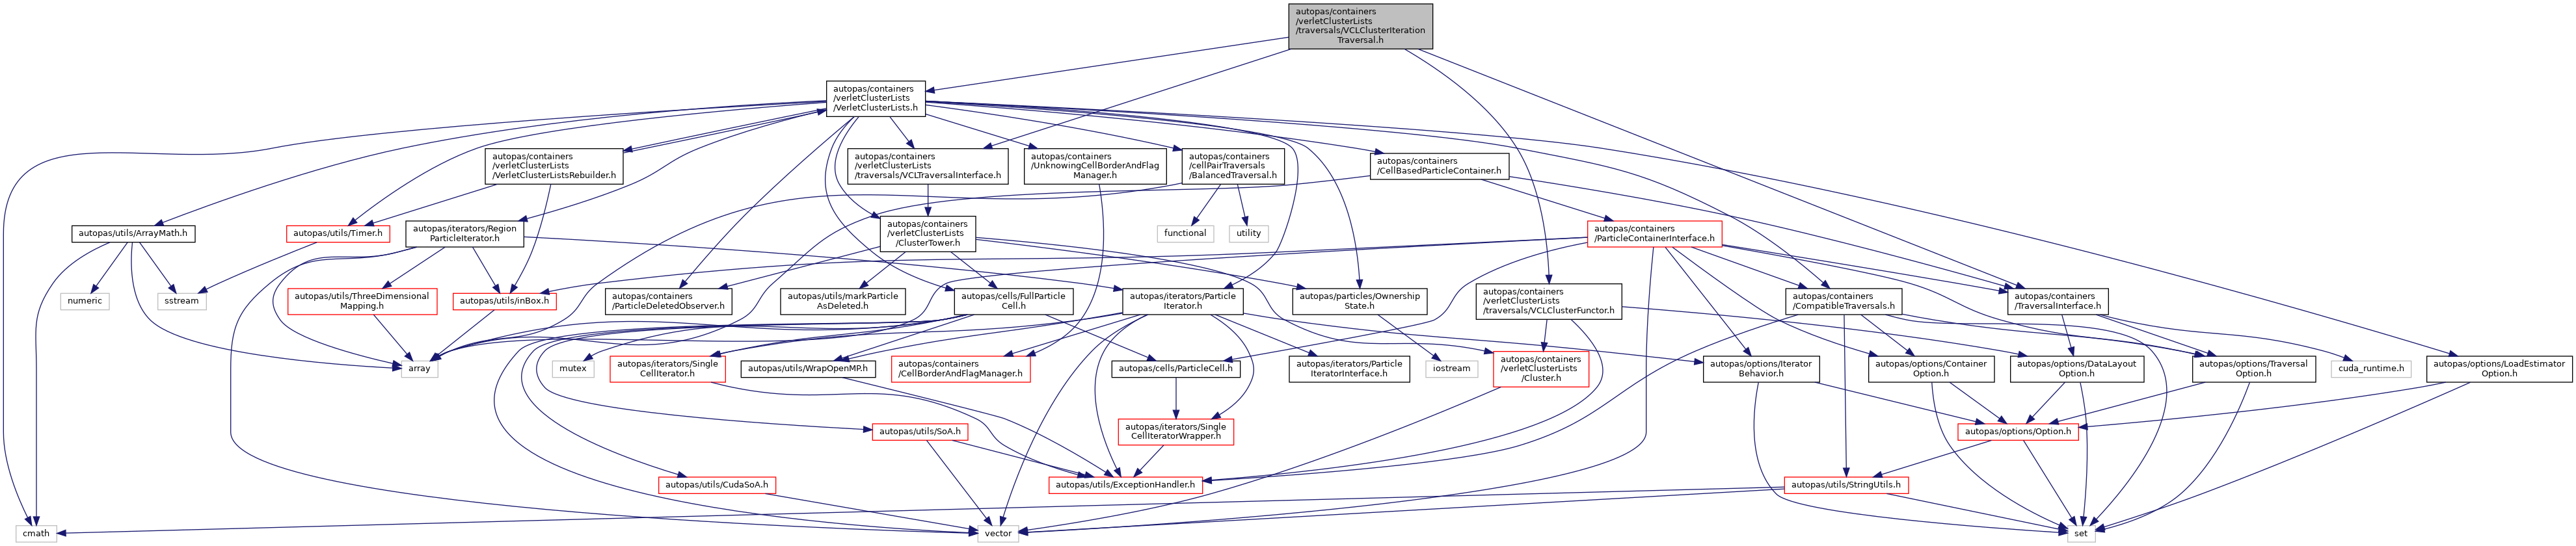 autopas/containers
/verletClusterLists
/traversals/VCLClusterIteration
Traversal.h
autopas/containers
/verletClusterLists
/VerletClusterLists.h
autopas/containers
/verletClusterLists
/VerletClusterListsRebuilder.h
autopas/containers
/verletClusterLists
/traversals/VCLTraversalInterface.h
autopas/containers
/UnknowingCellBorderAndFlag
Manager.h
autopas/containers
/cellPairTraversals
/BalancedTraversal.h
autopas/containers
/CellBasedParticleContainer.h
autopas/utils/ArrayMath.h
autopas/utils/Timer.h
autopas/iterators/Region
ParticleIterator.h
autopas/containers
/verletClusterLists
/ClusterTower.h
functional
utility
autopas/containers
/ParticleContainerInterface.h
numeric
sstream
autopas/utils/ThreeDimensional
Mapping.h
autopas/utils/inBox.h
autopas/containers
/ParticleDeletedObserver.h
autopas/utils/markParticle
AsDeleted.h
autopas/cells/FullParticle
Cell.h
autopas/iterators/Particle
Iterator.h
autopas/particles/Ownership
State.h
autopas/containers
/verletClusterLists
/traversals/VCLClusterFunctor.h
autopas/containers
/CompatibleTraversals.h
autopas/containers
/TraversalInterface.h
array
mutex
autopas/iterators/Single
CellIterator.h
autopas/utils/WrapOpenMP.h
autopas/containers
/CellBorderAndFlagManager.h
autopas/cells/ParticleCell.h
autopas/iterators/Particle
IteratorInterface.h
iostream
autopas/containers
/verletClusterLists
/Cluster.h
autopas/options/Iterator
Behavior.h
autopas/options/Container
Option.h
autopas/options/DataLayout
Option.h
autopas/options/Traversal
Option.h
cuda_runtime.h
autopas/options/LoadEstimator
Option.h
autopas/utils/SoA.h
autopas/iterators/Single
CellIteratorWrapper.h
autopas/options/Option.h
autopas/utils/CudaSoA.h
autopas/utils/ExceptionHandler.h
autopas/utils/StringUtils.h
cmath
vector
set